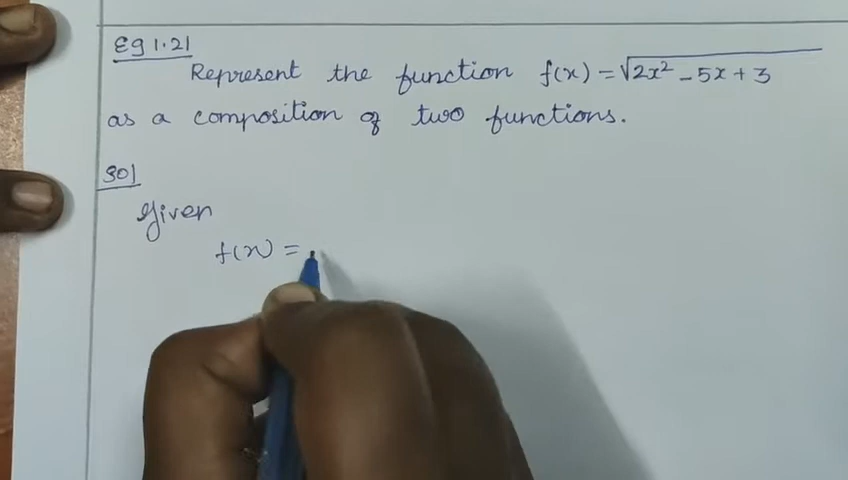 Eg 1.21
Represent the function f(x) = √2x² - 5x + 3
as a composition of two functions.
Sol
Given
f(x) =